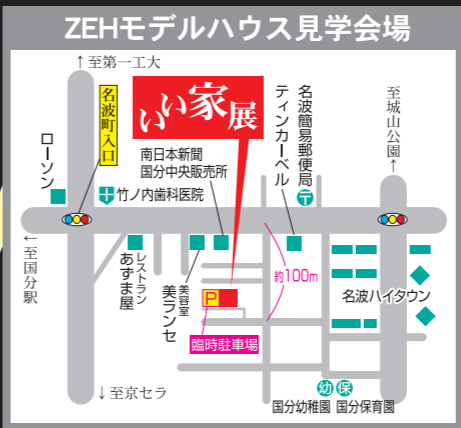 ZEHモデルハウス見学会場
↑至第一工大
名波町入口
ローソン
いい家展
南日本新聞
国分中央販売所
竹ノ内歯科医院
ティンカーベル
名波簡易郵便局
〒
至城山公園→
←至国分駅
レストラン
あずま屋
美容室
美ランセ
P
臨時駐車場
約100m
名波ハイタウン
↓至京セラ
幼 保
国分幼稚園 国分保育園